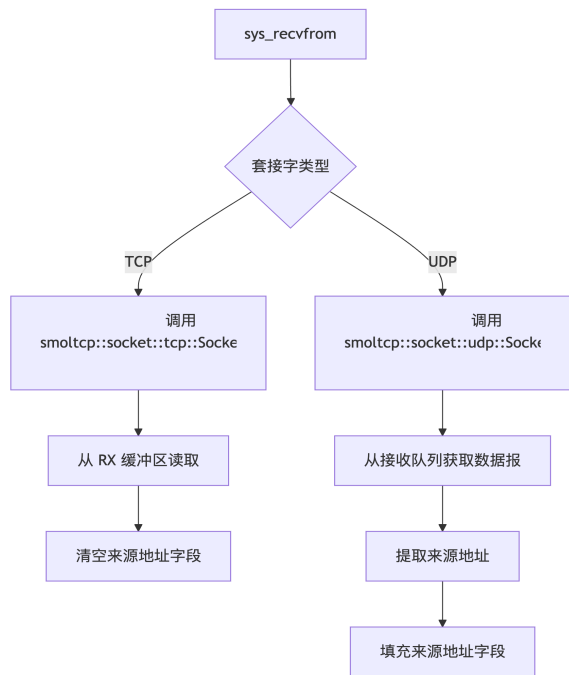 sys_recvfrom
套接字类型
TCP
UDP
调用
smoltcp::socket::tcp::Socke
调用
smoltcp::socket::udp::Socke
从 RX 缓冲区读取
从接收队列获取数据报
清空来源地址字段
提取来源地址
填充来源地址字段